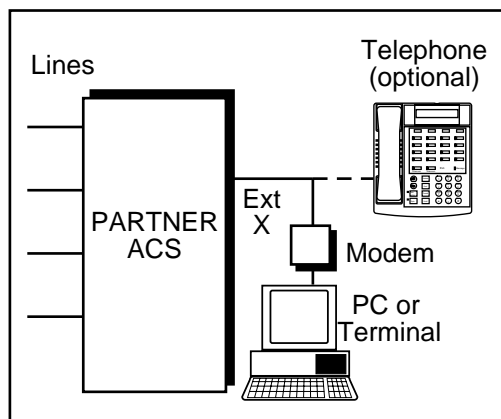 Lines
Telephone
(optional)
PARTNER
ACS
Ext
X
Modem
PC or
Terminal